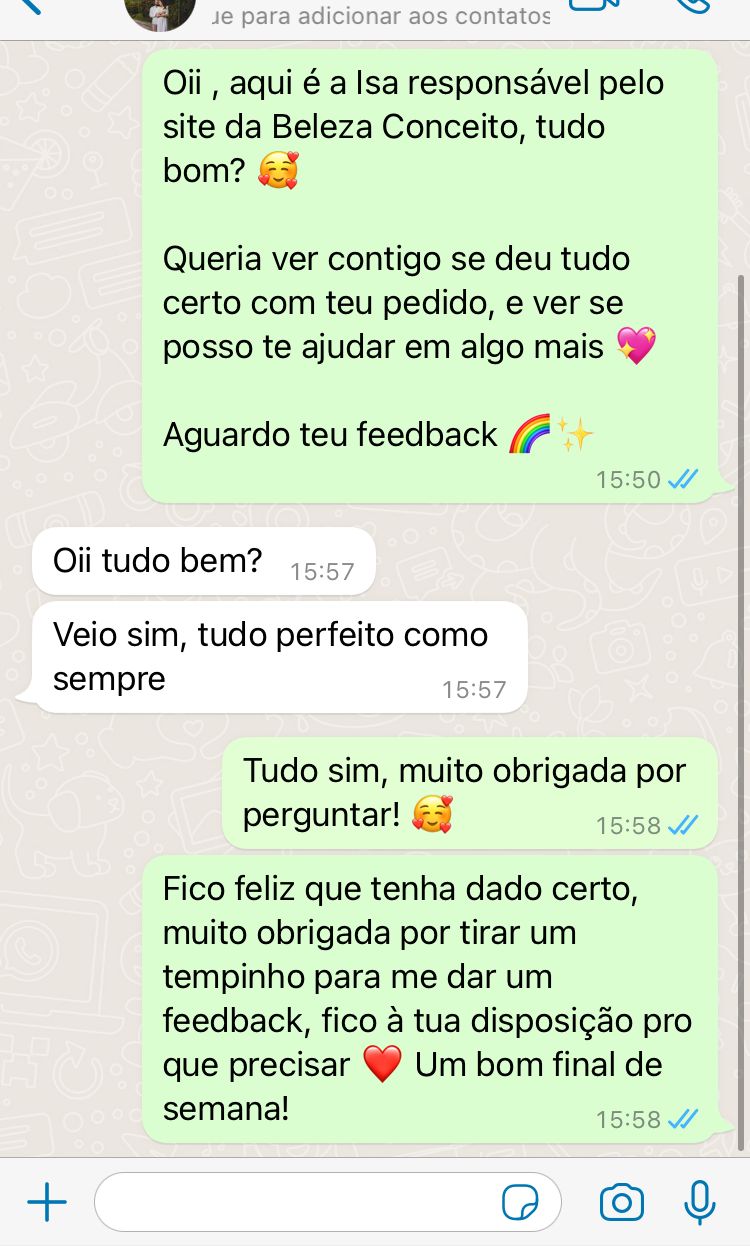 ue para adicionar aos contatos
Oii , aqui é a Isa responsável pelo
site da Beleza Conceito, tudo
bom? 🥰
Queria ver contigo se deu tudo
certo com teu pedido, e ver se
posso te ajudar em algo mais 💖
Aguardo teu feedback 🌈✨
15:50
Oii tudo bem?
15:57
Veio sim, tudo perfeito como
sempre
15:57
Tudo sim, muito obrigada por
perguntar! 🥰
15:58
Fico feliz que tenha dado certo,
muito obrigada por tirar um
tempinho para me dar um
feedback, fico à tua disposição pro
que precisar ❤️ Um bom final de
semana!
15:58